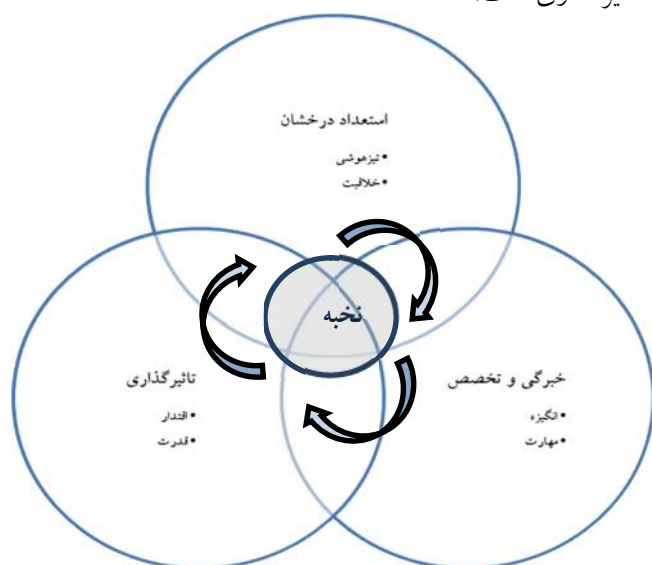 استعداد درخشان
•تیزهوشی
•خلاقیت
نخبه
خبرگی و تخصص
•انگیزه
•مهارت
تاثیرگذاری
•اقتدار
•قدرت